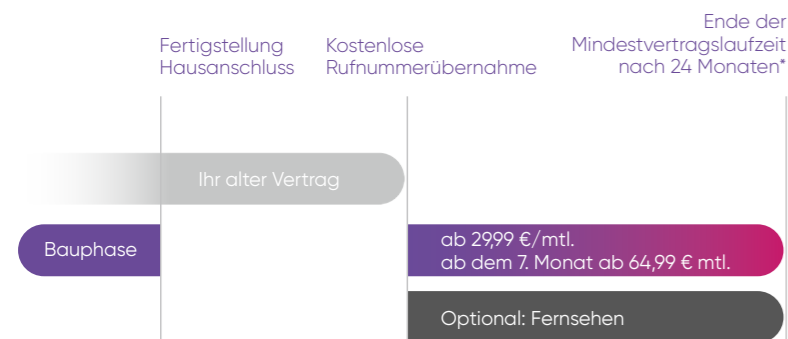 Fertigstellung
Hausanschluss
Kostenlose
Rufnummerübernahme
Ende der
Mindestvertragslaufzeit
nach 24 Monaten*
Ihr alter Vertrag
Bauphase
ab 29,99 €/mtl.
ab dem 7. Monat ab 64,99 € mtl.
Optional: Fernsehen